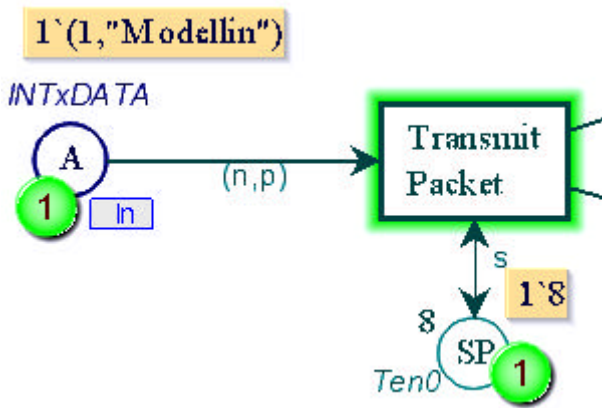 1`(1,"Modellin")
INTxDATA
A
1
In
(n,p)
Transmit
Packet
s
1`8
8
SP
1
Ten0